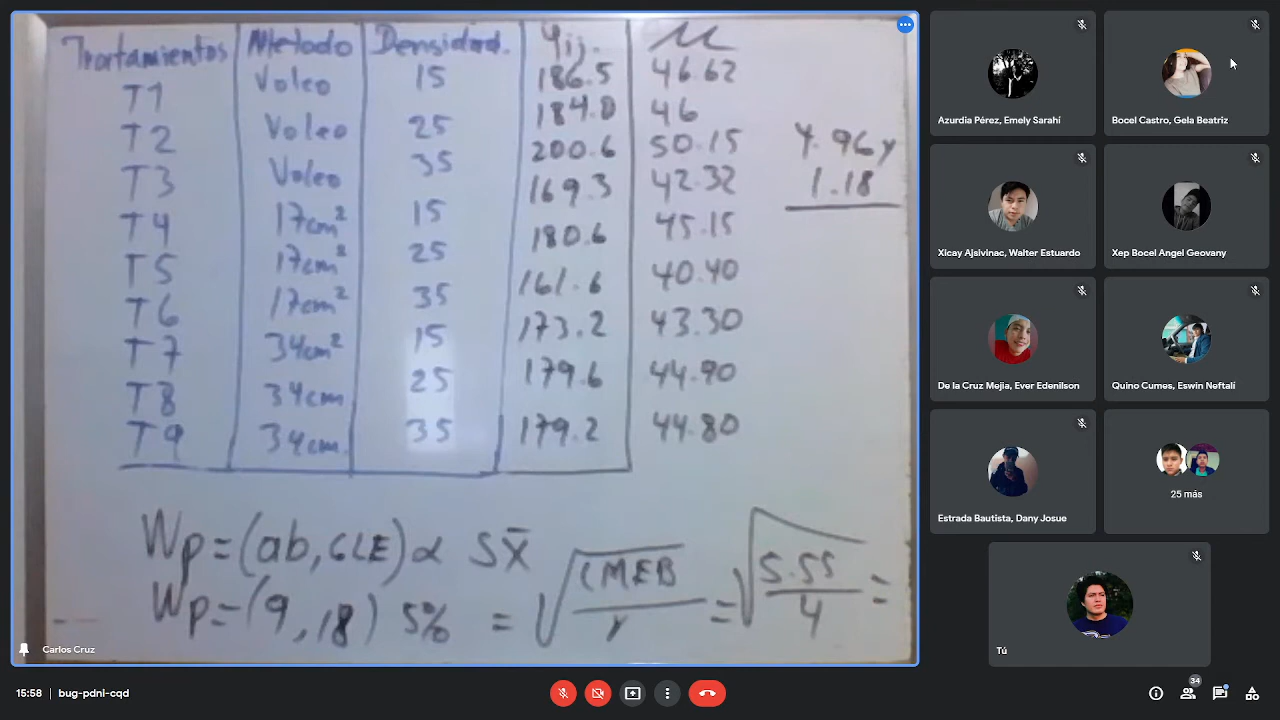 Tratamientos Método Densidad. Yij. μ
T1 Voleo 15 186.5 46.62
T2 Voleo 25 184.0 46
T3 Voleo 35 200.6 50.15
T4 17cm² 15 169.3 42.32
T5 17cm² 25 180.6 45.15
T6 17cm² 35 161.6 40.40
T7 34cm² 15 173.2 43.30
T8 34cm 25 179.6 44.90
T9 34cm. 35 179.2 44.80
4.96 x
1.18
Wp=(ab, GLE)α S X̄
Wp=(9,18) 5% = √CMEB/r = √5.55/4 =
Carlos Cruz
15:58 bug-pdnl-cqd
Azurdia Pérez, Emely Sarahí
Bocel Castro, Gela Beatriz
Xicay Ajsivinac, Walter Estuardo
Xep Bocel Angel Geovany
De la Cruz Mejia, Ever Edenilson
Quino Cumes, Eswin Neftalí
Estrada Bautista, Dany Josue
25 más
Tú
34